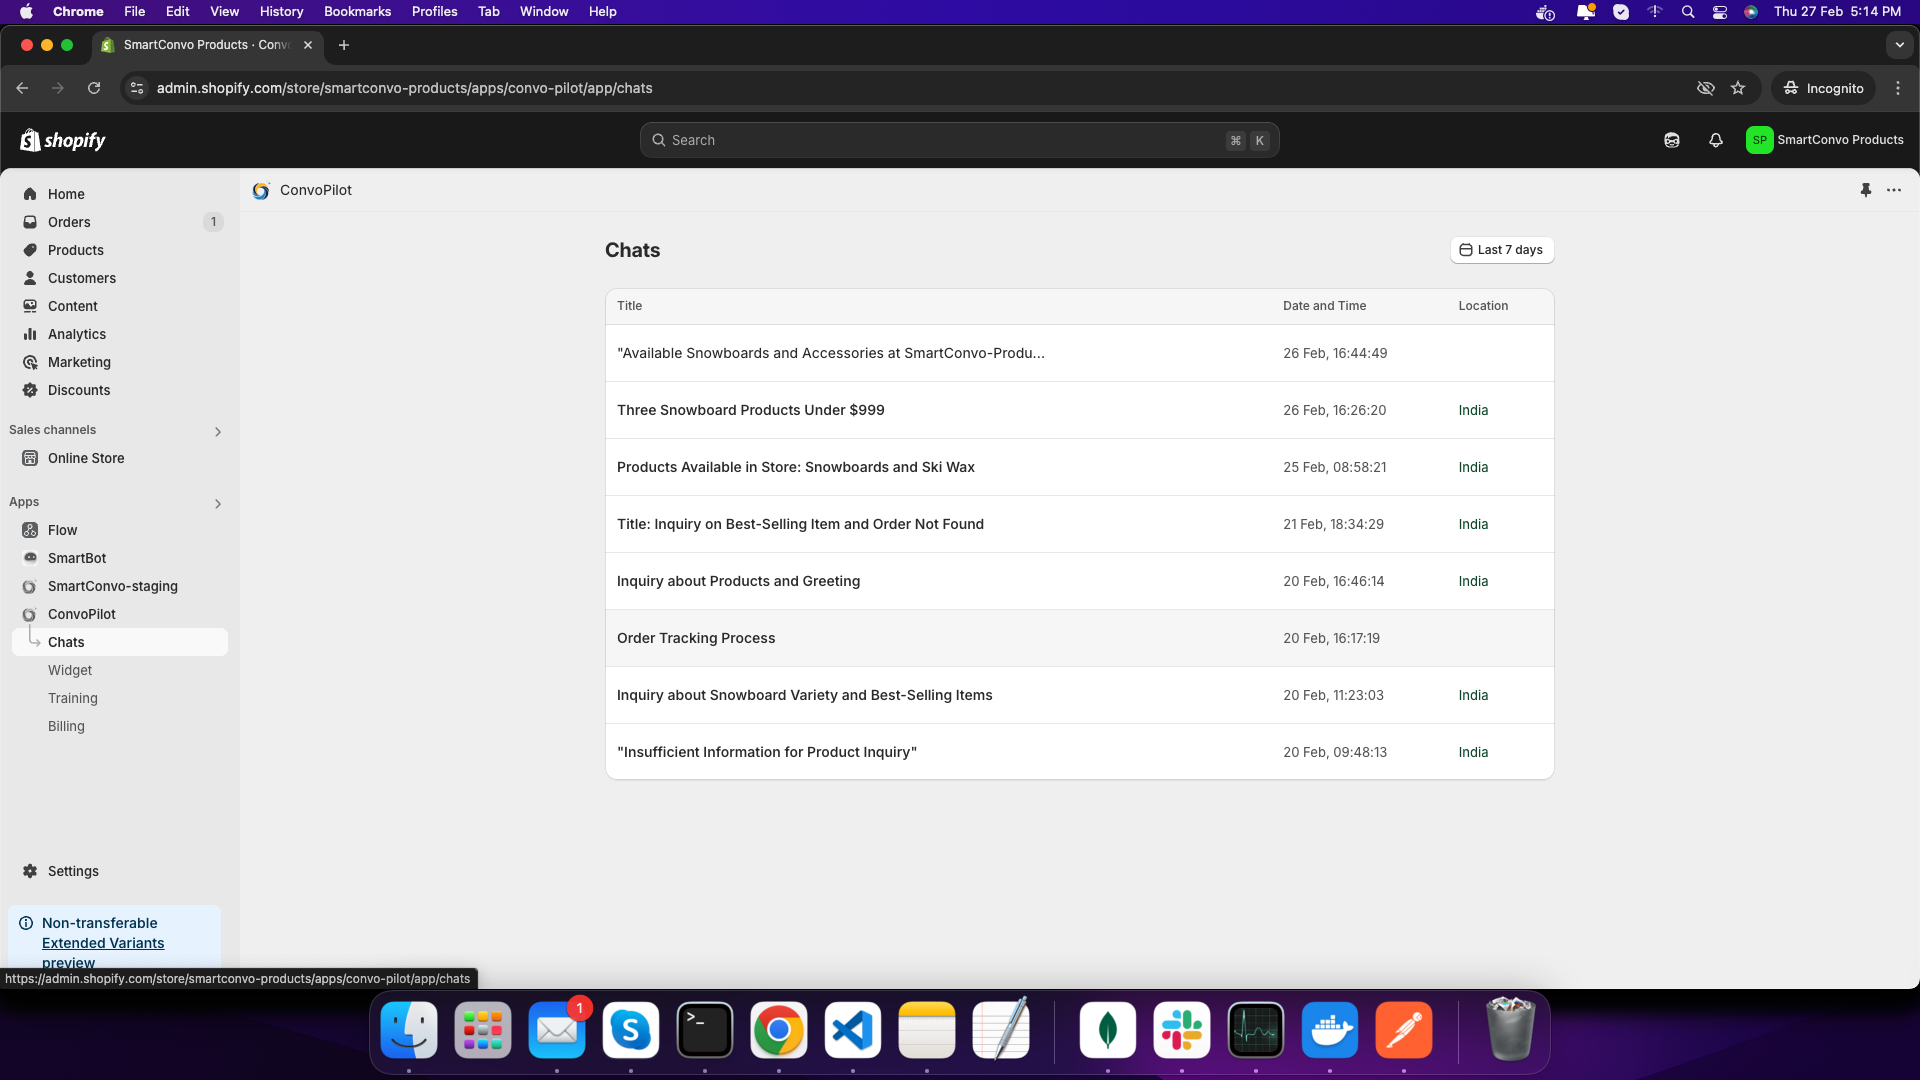 Chrome File Edit View History Bookmarks Profiles Tab Window Help Thu 27 Feb 5:14 PM
SmartConvo Products · Conv
admin.shopify.com/store/smartconvo-products/apps/convo-pilot/app/chats Incognito
shopify Search ⌘ K SP SmartConvo Products
ConvoPilot
Home
Orders 1
Products
Customers
Content
Analytics
Marketing
Discounts
Sales channels
Online Store
Apps
Flow
SmartBot
SmartConvo-staging
ConvoPilot
Chats
Widget
Training
Billing
Settings
Non-transferable
Extended Variants
preview
https://admin.shopify.com/store/smartconvo-products/apps/convo-pilot/app/chats
Chats Last 7 days
Title Date and Time Location
"Available Snowboards and Accessories at SmartConvo-Produ... 26 Feb, 16:44:49
Three Snowboard Products Under $999 26 Feb, 16:26:20 India
Products Available in Store: Snowboards and Ski Wax 25 Feb, 08:58:21 India
Title: Inquiry on Best-Selling Item and Order Not Found 21 Feb, 18:34:29 India
Inquiry about Products and Greeting 20 Feb, 16:46:14 India
Order Tracking Process 20 Feb, 16:17:19
Inquiry about Snowboard Variety and Best-Selling Items 20 Feb, 11:23:03 India
"Insufficient Information for Product Inquiry" 20 Feb, 09:48:13 India
1